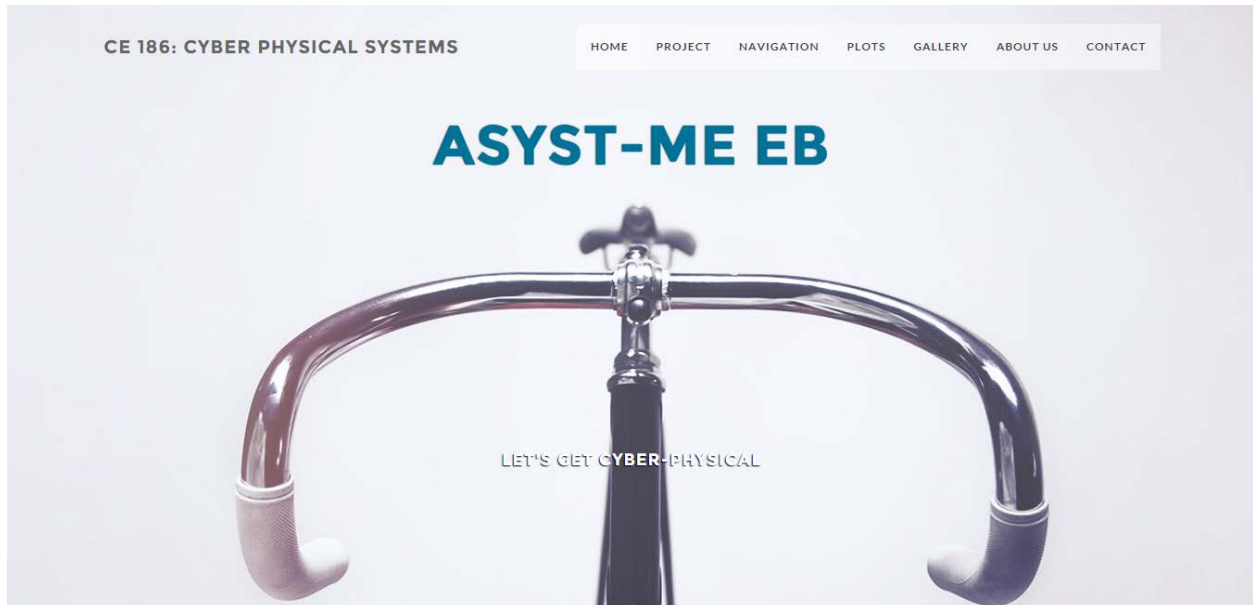 CE 186: CYBER PHYSICAL SYSTEMS
HOME PROJECT NAVIGATION PLOTS GALLERY ABOUT US CONTACT
ASYST-ME EB
LET'S GET CYBER-PHYSICAL